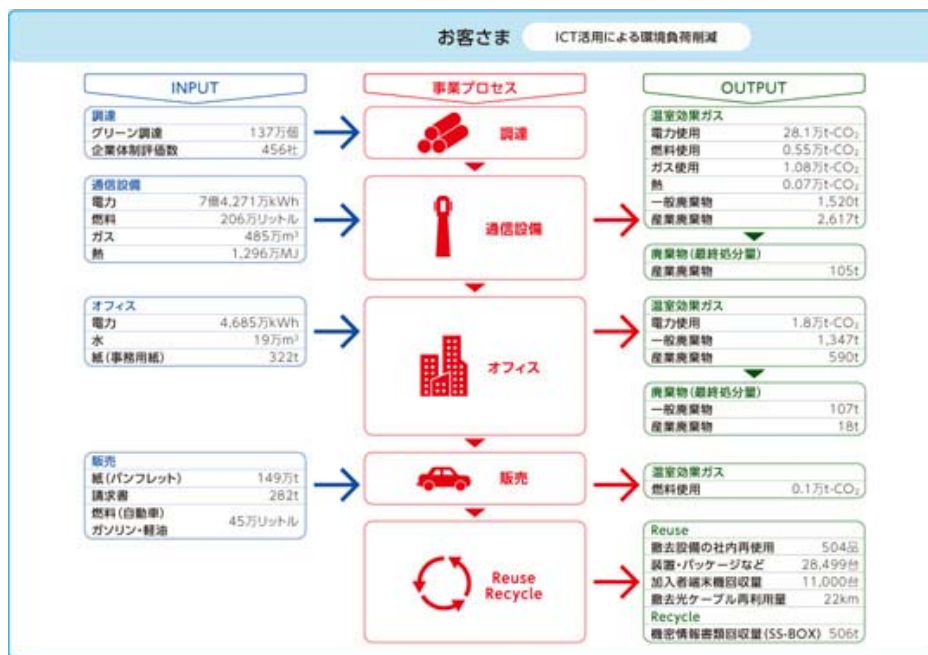 お客さま ICT活用による環境負荷削減
INPUT
事業プロセス
OUTPUT
調達
グリーン調達 137万個
企業体制評価数 456社
調達
温室効果ガス
電力使用 28.1万t-CO₂
燃料使用 0.55万t-CO₂
ガス使用 1.08万t-CO₂
熱 0.07万t-CO₂
一般廃棄物 1,520t
産業廃棄物 2,617t
通信設備
電力 7億4,271万kWh
燃料 206万リットル
ガス 485万m³
熱 1,296万MJ
通信設備
廃棄物(最終処分量)
産業廃棄物 105t
オフィス
電力 4,685万kWh
水 19万m³
紙(事務用紙) 322t
オフィス
温室効果ガス
電力使用 1.8万t-CO₂
一般廃棄物 1,347t
産業廃棄物 590t
廃棄物(最終処分量)
一般廃棄物 107t
産業廃棄物 18t
販売
紙(パンフレット) 149万t
請求書 282t
燃料(自動車)
ガソリン・軽油 45万リットル
販売
温室効果ガス
燃料使用 0.1万t-CO₂
Reuse
Recycle
Reuse
撤去設備の社内再使用 504品
装置・パッケージなど 28,499台
加入者端末機回収量 11,000台
撤去光ケーブル再利用量 22km
Recycle
機密情報書類回収量(SS-BOX) 506t